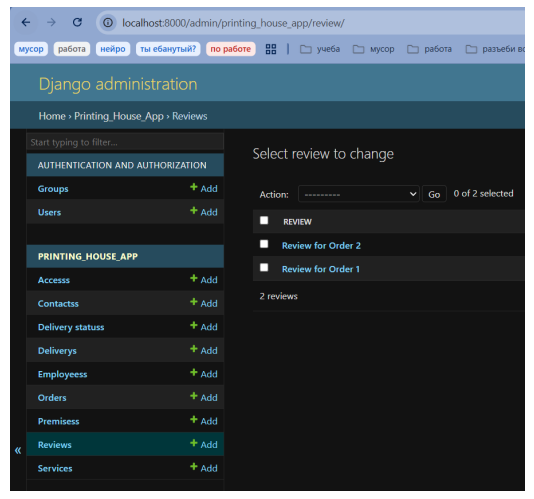 localhost:8000/admin/printing_house_app/review/
мусор работа нейро ты ебанутый? по работе учеба мусор работа разъеби вс
Django administration
Home › Printing_House_App › Reviews
Start typing to filter...
AUTHENTICATION AND AUTHORIZATION
Groups + Add
Users + Add
PRINTING_HOUSE_APP
Accesss + Add
Contactss + Add
Delivery statuss + Add
Deliverys + Add
Employeess + Add
Orders + Add
Premisess + Add
Reviews + Add
Services + Add
«
Select review to change
Action: --------- Go 0 of 2 selected
REVIEW
Review for Order 2
Review for Order 1
2 reviews